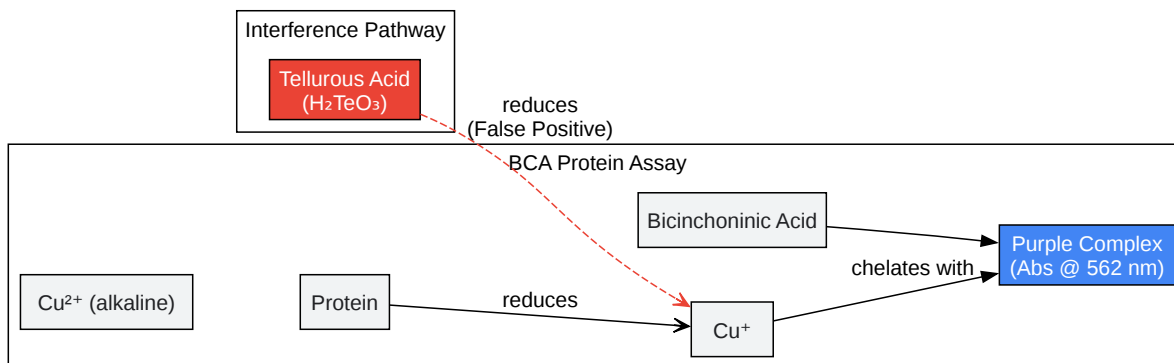 Interference Pathway
Tellurous Acid
(H₂TeO₃)
reduces
(False Positive)
BCA Protein Assay
Bicinchoninic Acid
Purple Complex
(Abs @ 562 nm)
chelates with
Cu²⁺ (alkaline)
Protein
reduces
Cu⁺